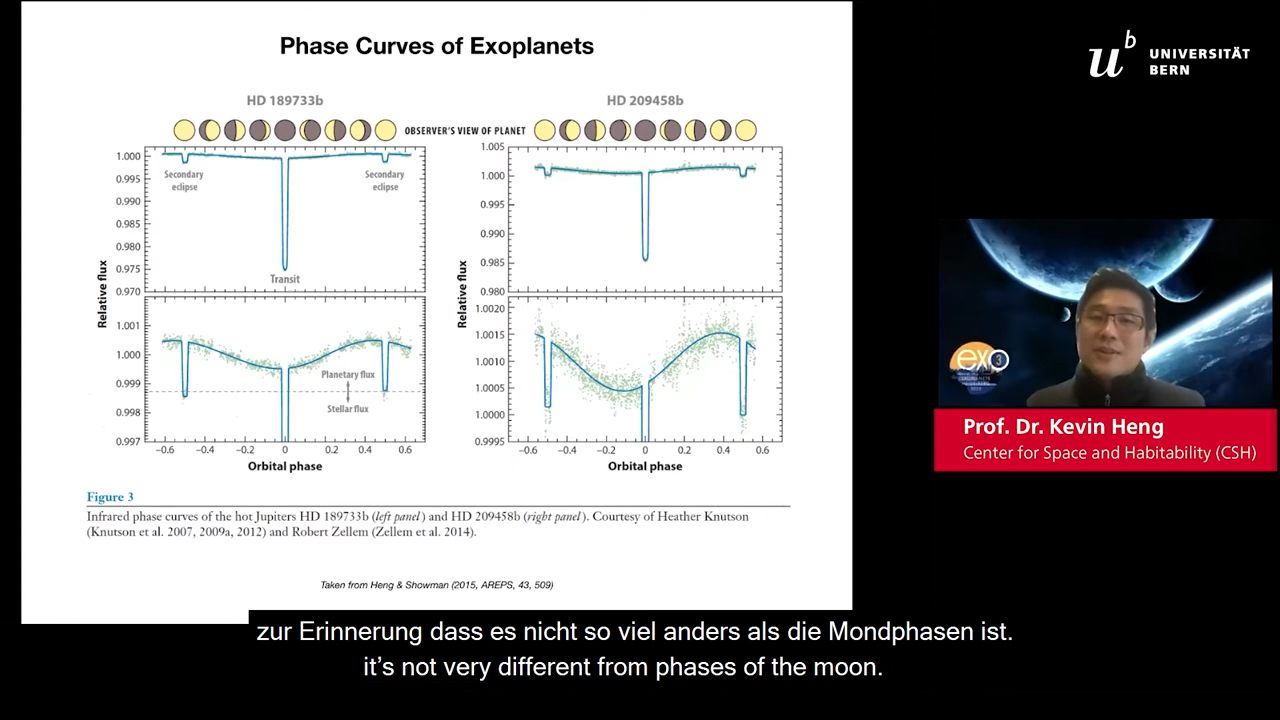 Phase Curves of Exoplanets
HD 189733b
HD 209458b
OBSERVER'S VIEW OF PLANET
1.000
0.995
0.990
0.985
0.980
0.975
0.970
Secondary
eclipse
Secondary
eclipse
Transit
1.005
1.000
0.995
0.990
0.985
0.980
Relative flux
Relative flux
1.001
1.000
0.999
0.998
0.997
Planetary flux
Stellar flux
1.0020
1.0015
1.0010
1.0005
1.0000
0.9995
–0.6 –0.4 –0.2 0 0.2 0.4 0.6
–0.6 –0.4 –0.2 0 0.2 0.4 0.6
Orbital phase
Orbital phase
Figure 3
Infrared phase curves of the hot Jupiters HD 189733b (left panel) and HD 209458b (right panel). Courtesy of Heather Knutson
(Knutson et al. 2007, 2009a, 2012) and Robert Zellem (Zellem et al. 2014).
Taken from Heng & Showman (2015, AREPS, 43, 509)
u
b
UNIVERSITÄT
BERN
exo
3
Prof. Dr. Kevin Heng
Center for Space and Habitability (CSH)
zur Erinnerung dass es nicht so viel anders als die Mondphasen ist.
it's not very different from phases of the moon.